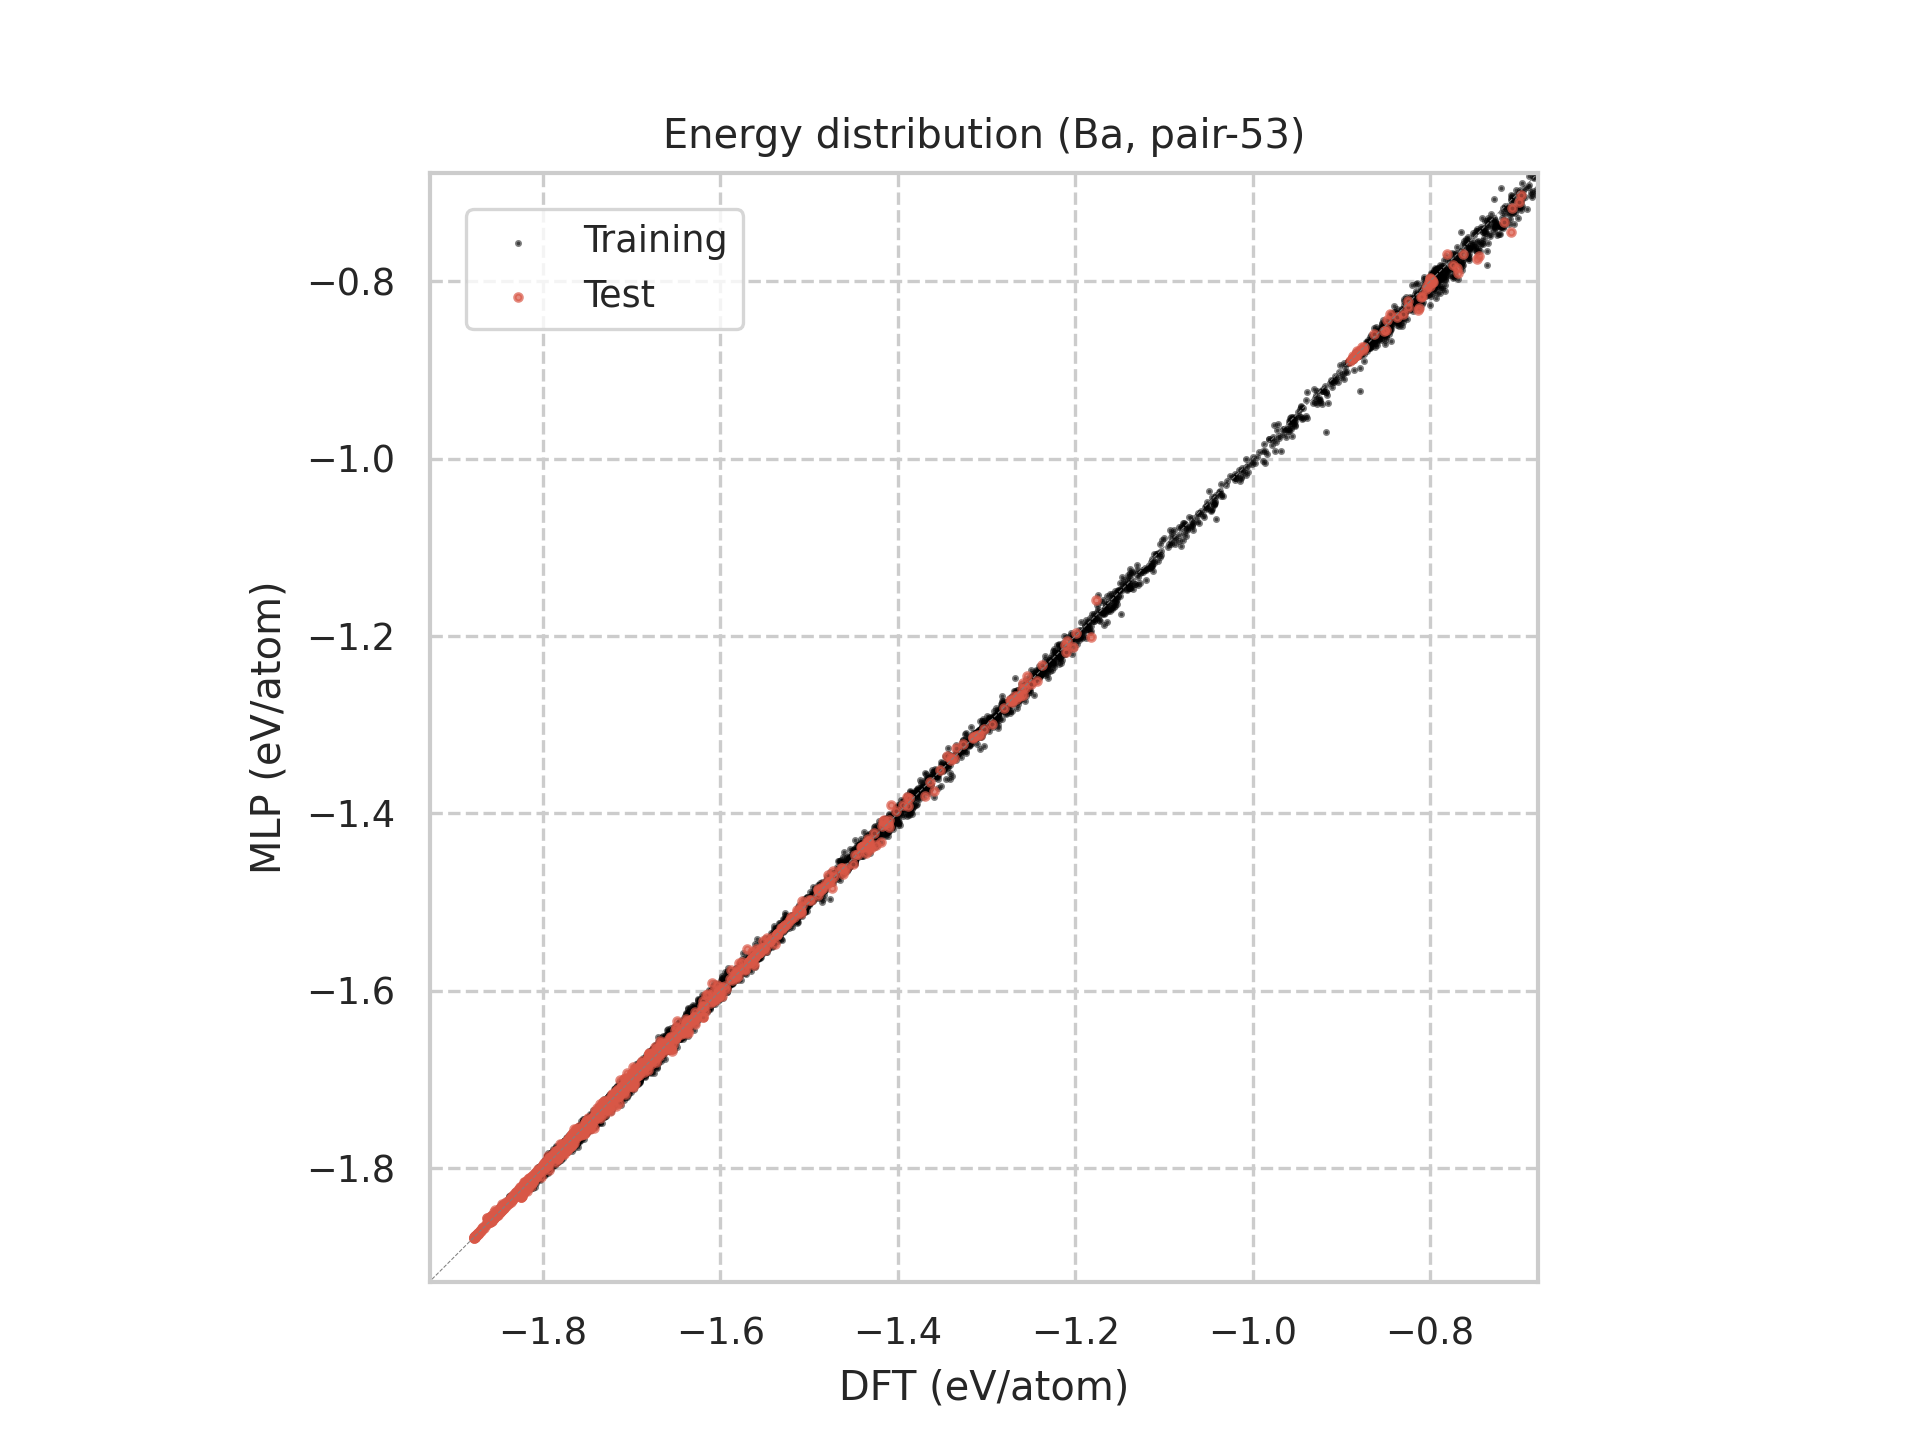 Energy distribution (Ba, pair-53)
Training
Test
−0.8
−1.0
−1.2
−1.4
−1.6
−1.8
MLP (eV/atom)
−1.8 −1.6 −1.4 −1.2 −1.0 −0.8
DFT (eV/atom)